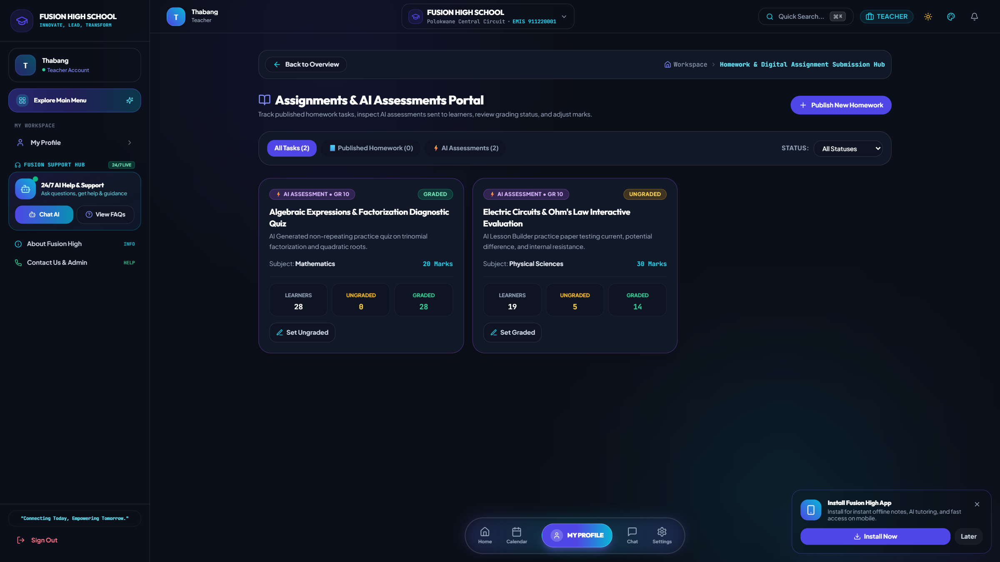 FUSION HIGH SCHOOL
INNOVATE, LEAD, TRANSFORM
T
Thabang
Teacher Account
Explore Main Menu
MY WORKSPACE
My Profile
FUSION SUPPORT HUB
24/7 LIVE
24/7 AI Help & Support
Ask questions, get help & guidance
Chat AI
View FAQs
About Fusion High
INFO
Contact Us & Admin
HELP
"Connecting Today, Empowering Tomorrow."
Sign Out
T
Thabang
Teacher
FUSION HIGH SCHOOL
Polokwane Central Circuit • EMIS 911220001
Quick Search...
⌘K
TEACHER
Back to Overview
Workspace
Homework & Digital Assignment Submission Hub
Assignments & AI Assessments Portal
Track published homework tasks, inspect AI assessments sent to learners, review grading status, and adjust marks.
Publish New Homework
All Tasks (2)
Published Homework (0)
AI Assessments (2)
STATUS:
All Statuses
AI ASSESSMENT • GR 10
GRADED
Algebraic Expressions & Factorization Diagnostic
Quiz
AI Generated non-repeating practice quiz on trinomial
factorization and quadratic roots.
Subject: Mathematics
20 Marks
LEARNERS
28
UNGRADED
0
GRADED
28
Set Ungraded
AI ASSESSMENT • GR 10
UNGRADED
Electric Circuits & Ohm's Law Interactive
Evaluation
AI Lesson Builder practice paper testing current, potential
difference, and internal resistance.
Subject: Physical Sciences
30 Marks
LEARNERS
19
UNGRADED
5
GRADED
14
Set Graded
Home
Calendar
MY PROFILE
Chat
Settings
Install Fusion High App
Install for instant offline notes, AI tutoring, and fast
access on mobile.
Install Now
Later